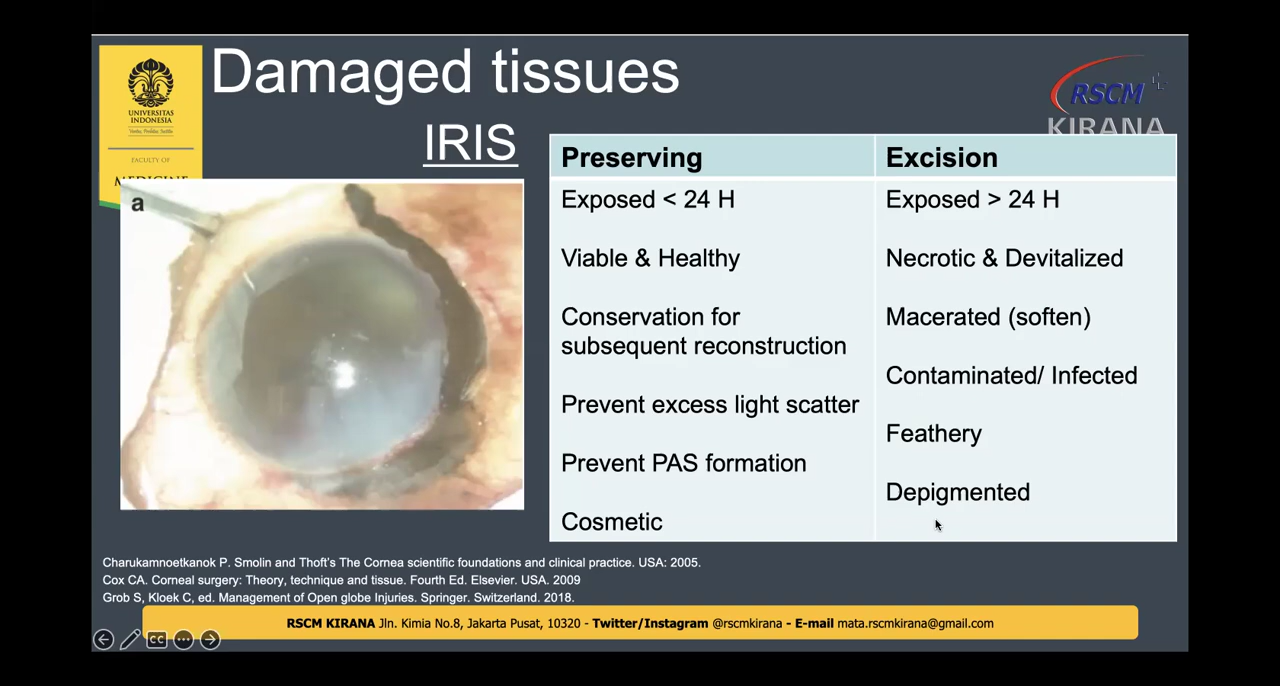 Damaged tissues
IRIS
UNIVERSITAS
INDONESIA
Veritas, Probitas, Iustitia
FACULTY OF
MEDICINE
RSCM
KIRANA
a
Preserving
Exposed < 24 H
Viable & Healthy
Conservation for
subsequent reconstruction
Prevent excess light scatter
Prevent PAS formation
Cosmetic
Excision
Exposed > 24 H
Necrotic & Devitalized
Macerated (soften)
Contaminated/ Infected
Feathery
Depigmented
Charukamnoetkanok P. Smolin and Thoft's The Cornea scientific foundations and clinical practice. USA: 2005.
Cox CA. Corneal surgery: Theory, technique and tissue. Fourth Ed. Elsevier. USA. 2009
Grob S, Kloek C, ed. Management of Open globe Injuries. Springer. Switzerland. 2018.
RSCM KIRANA Jln. Kimia No.8, Jakarta Pusat, 10320 - Twitter/Instagram @rscmkirana - E-mail mata.rscmkirana@gmail.com
CC